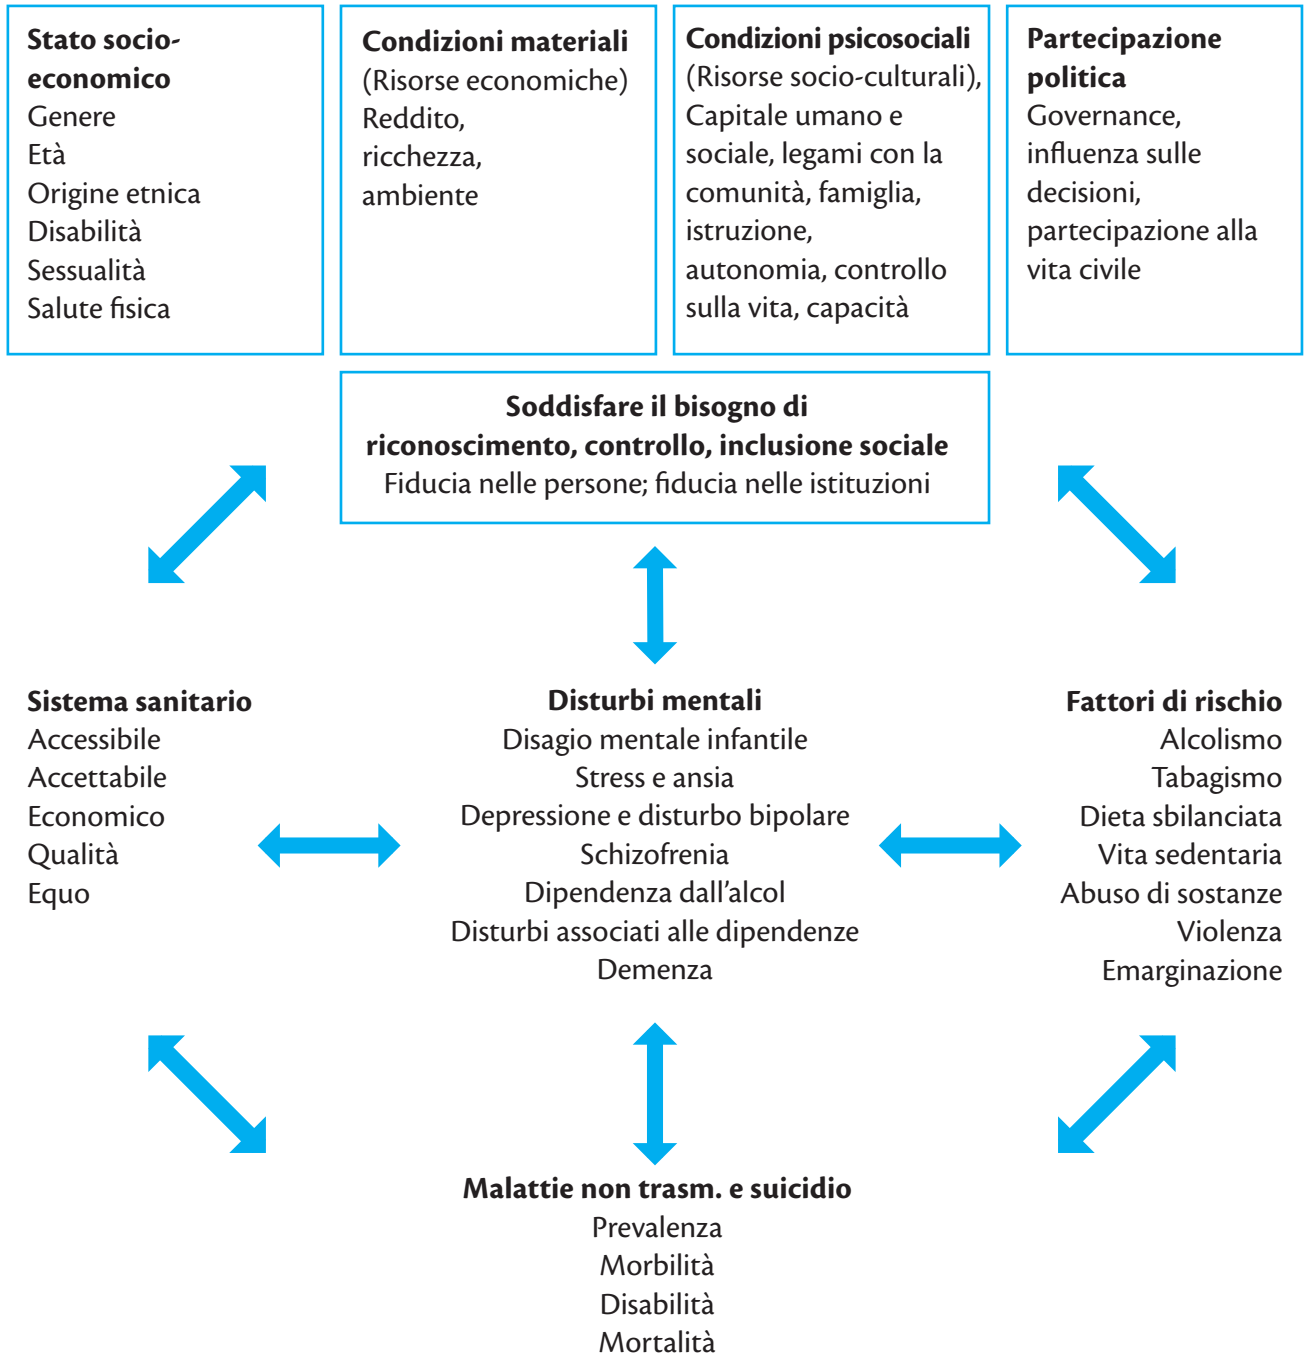 Stato socio-
economico
Genere
Età
Origine etnica
Disabilità
Sessualità
Salute fisica
Condizioni materiali
(Risorse economiche)
Reddito,
ricchezza,
ambiente
Condizioni psicosociali
(Risorse socio-culturali),
Capitale umano e
sociale, legami con la
comunità, famiglia,
istruzione,
autonomia, controllo
sulla vita, capacità
Partecipazione
politica
Governance,
influenza sulle
decisioni,
partecipazione alla
vita civile
Soddisfare il bisogno di
riconoscimento, controllo, inclusione sociale
Fiducia nelle persone; fiducia nelle istituzioni
Sistema sanitario
Accessibile
Accettabile
Economico
Qualità
Equo
Disturbi mentali
Disagio mentale infantile
Stress e ansia
Depressione e disturbo bipolare
Schizofrenia
Dipendenza dall'alcol
Disturbi associati alle dipendenze
Demenza
Fattori di rischio
Alcolismo
Tabagismo
Dieta sbilanciata
Vita sedentaria
Abuso di sostanze
Violenza
Emarginazione
Malattie non trasm. e suicidio
Prevalenza
Morbilità
Disabilità
Mortalità